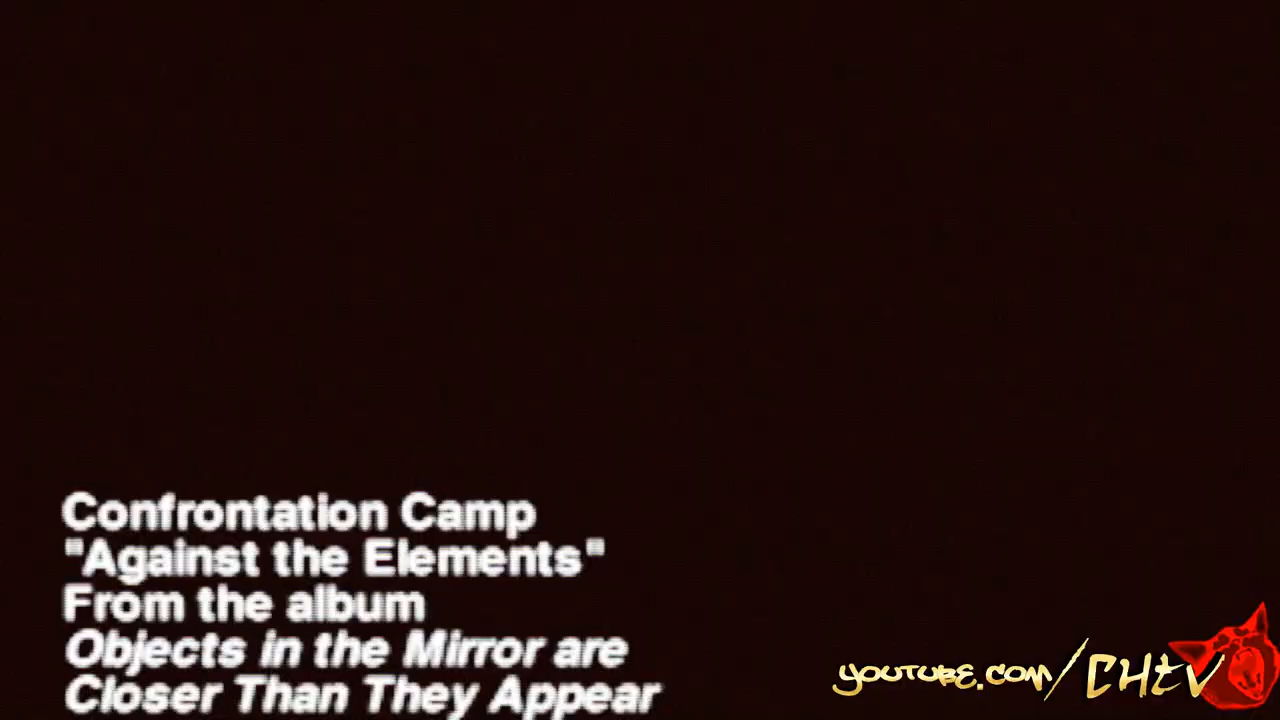 Confrontation Camp
"Against the Elements"
From the album
Objects in the Mirror are
Closer Than They Appear
YOUTUBE.COM/CHEV